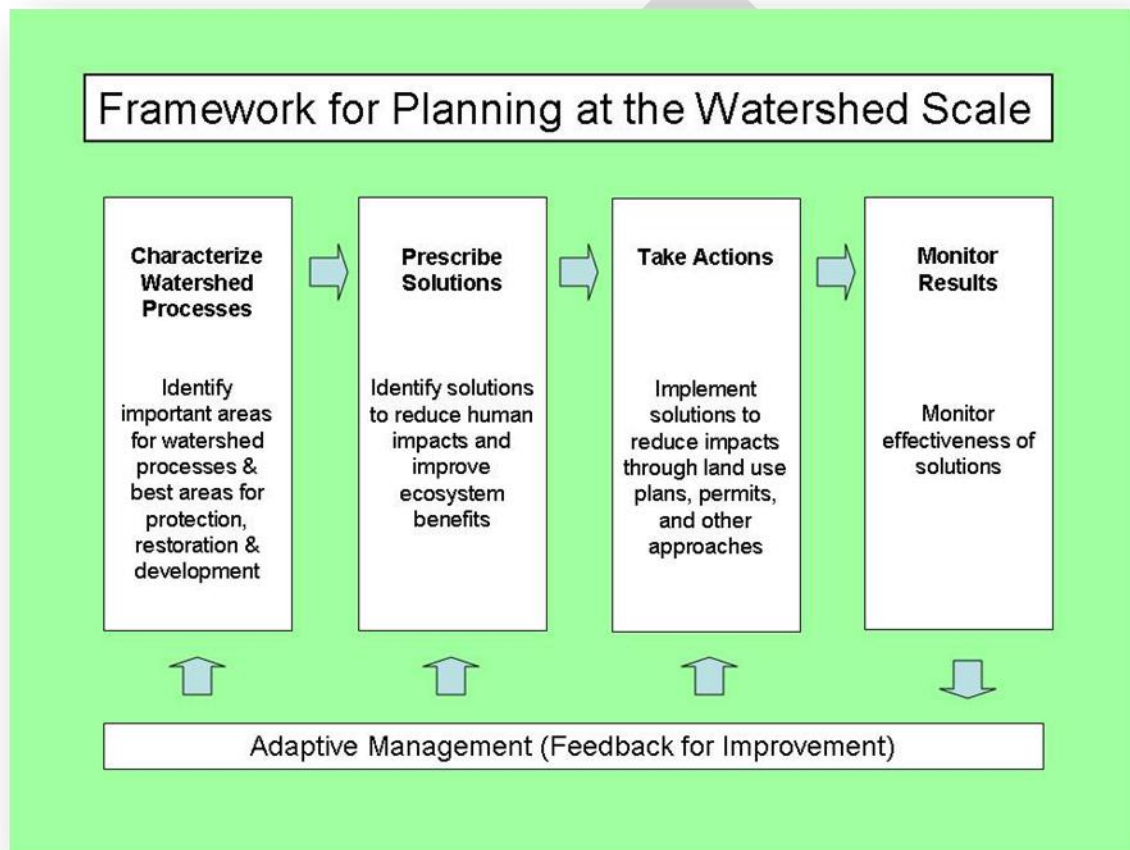 Framework for Planning at the Watershed Scale
Characterize
Watershed
Processes
Identify
important areas
for watershed
processes &
best areas for
protection,
restoration &
development
Prescribe
Solutions
Identify solutions
to reduce human
impacts and
improve
ecosystem
benefits
Take Actions
Implement
solutions to
reduce impacts
through land use
plans, permits,
and other
approaches
Monitor
Results
Monitor
effectiveness of
solutions
Adaptive Management (Feedback for Improvement)